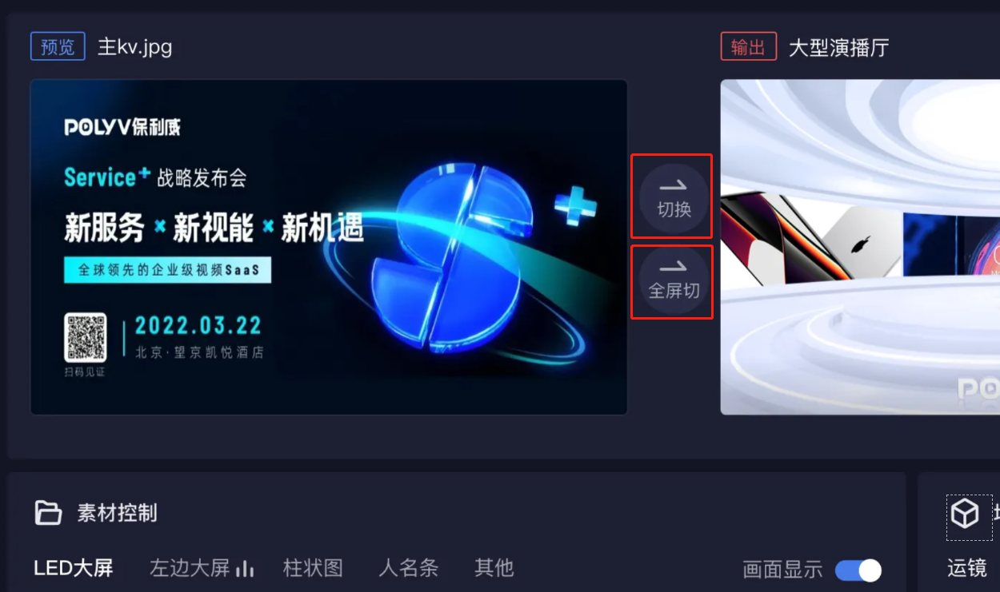 预览 主kv.jpg
输出 大型演播厅
POLYV保利威
Service+ 战略发布会
新服务 × 新视能 × 新机遇
全球领先的企业级视频SaaS
2022.03.22
北京·望京凯悦酒店
扫码见证
切换
全屏切
素材控制
LED大屏 左边大屏 柱状图 人名条 其他 画面显示
运镜